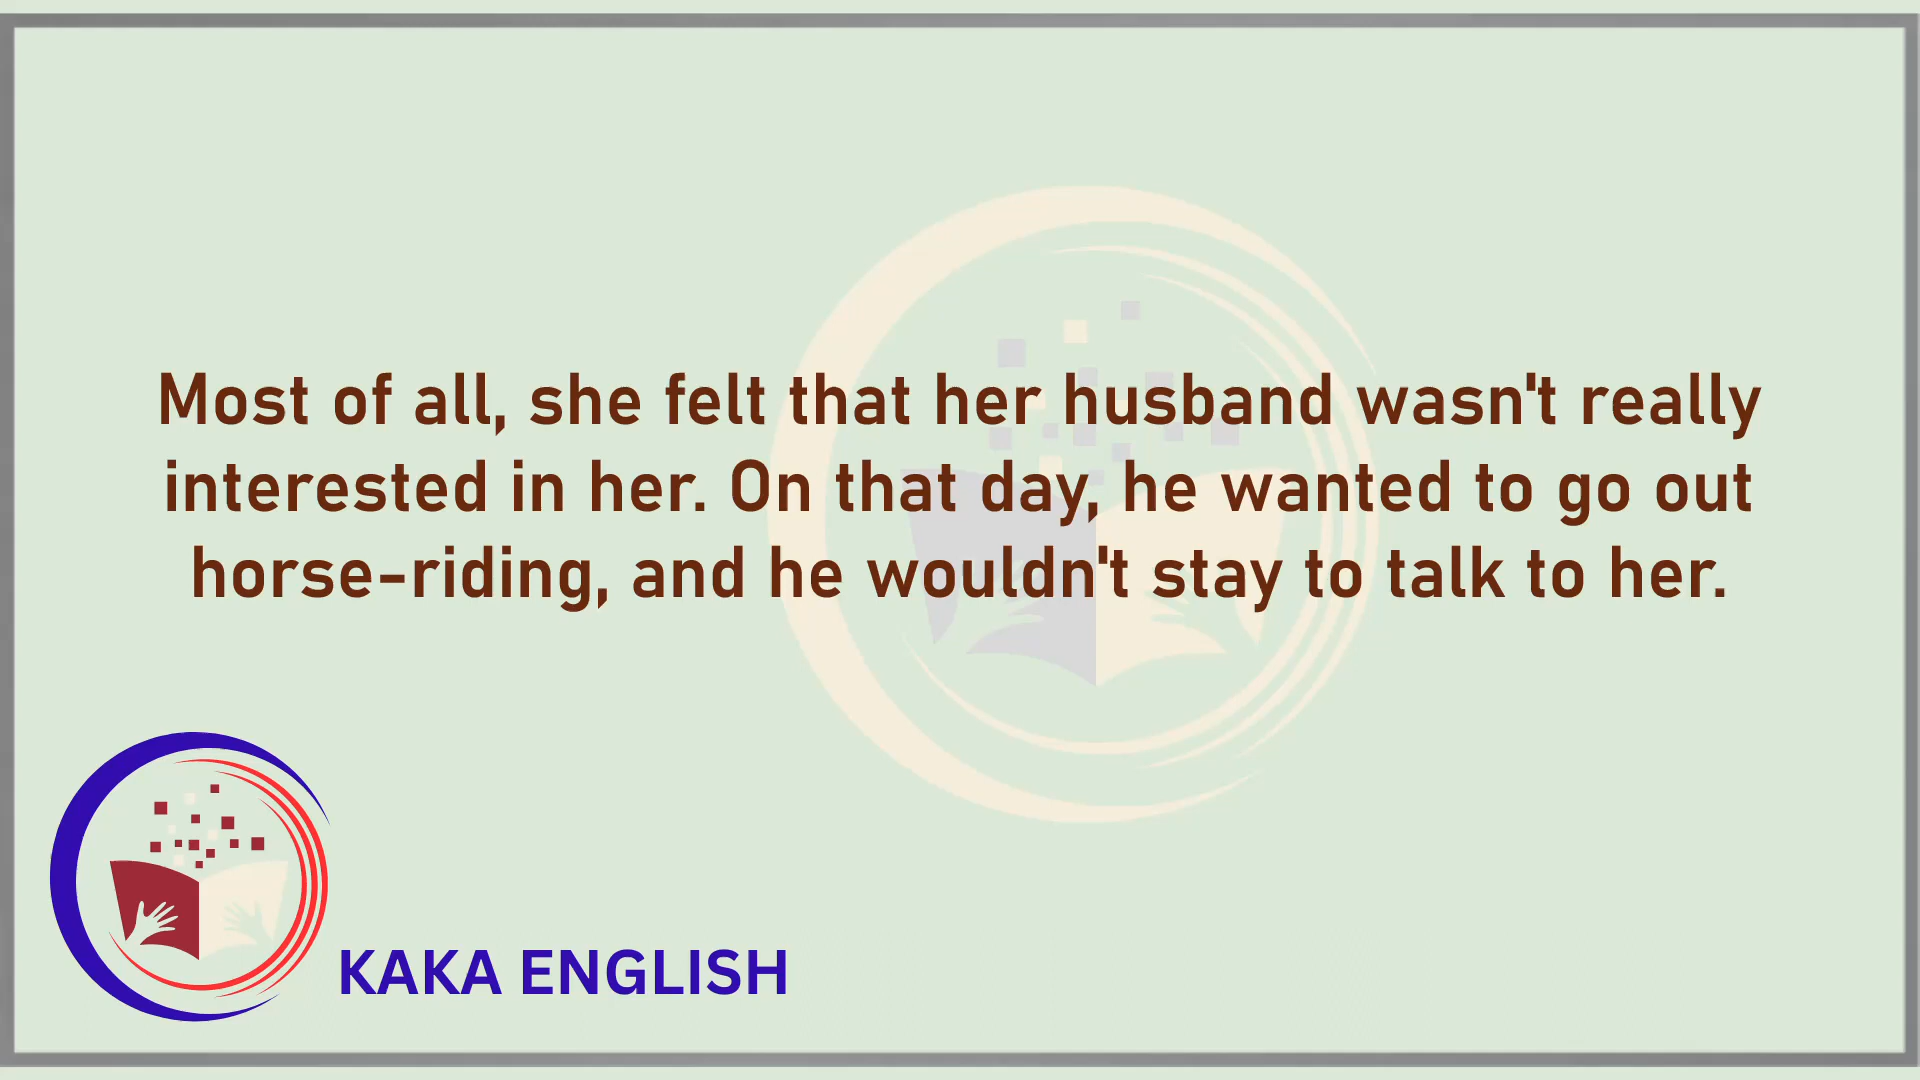 Most of all, she felt that her husband wasn't really
interested in her. On that day, he wanted to go out
horse-riding, and he wouldn't stay to talk to her.
KAKA ENGLISH